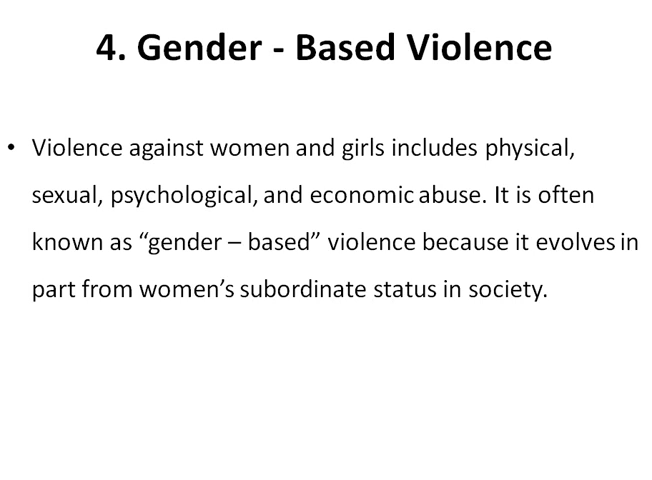 4. Gender - Based Violence
• Violence against women and girls includes physical,
sexual, psychological, and economic abuse. It is often
known as “gender – based” violence because it evolves in
part from women’s subordinate status in society.